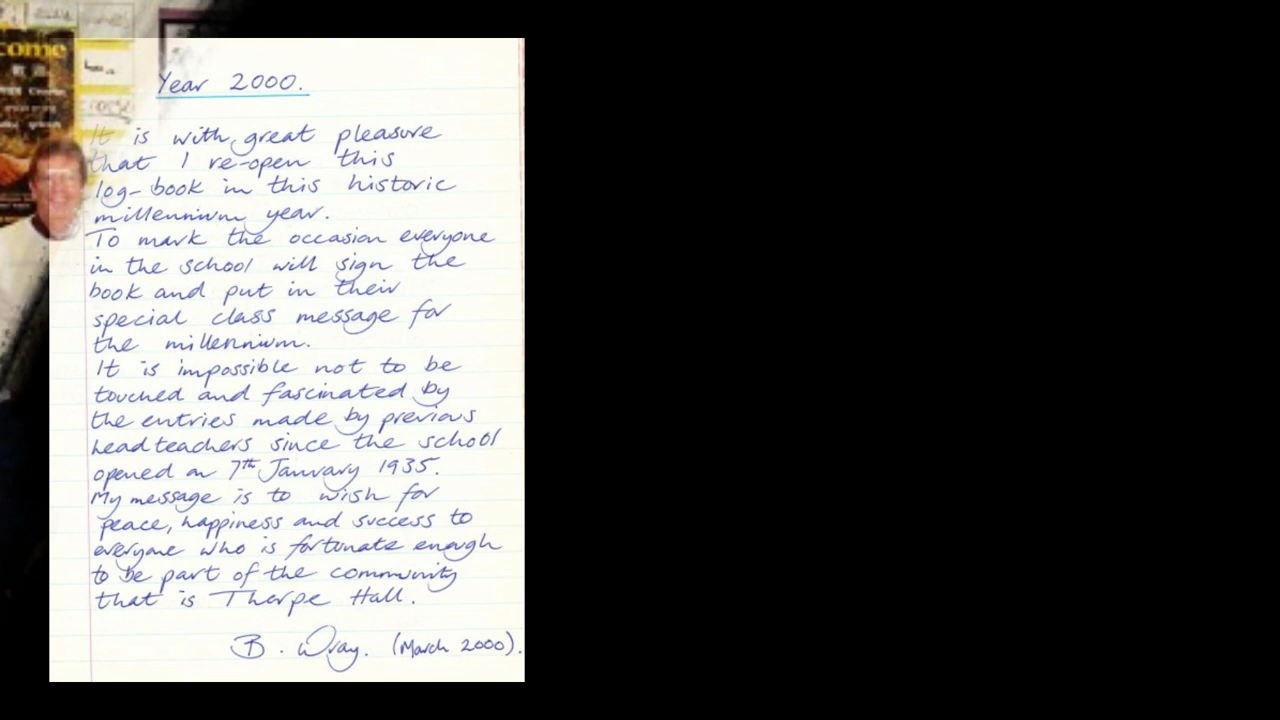 come
Year 2000.
It is with great pleasure
that I re-open this
log-book in this historic
millennium year.
To mark the occasion everyone
in the school will sign the
book and put in their
special class message for
the millennium.
It is impossible not to be
touched and fascinated by
the entries made by previous
headteachers since the school
opened on 7th January 1935.
My message is to wish for
peace, happiness and success to
everyone who is fortunate enough
to be part of the community
that is Thorpe Hall.
B. Wray. (March 2000).